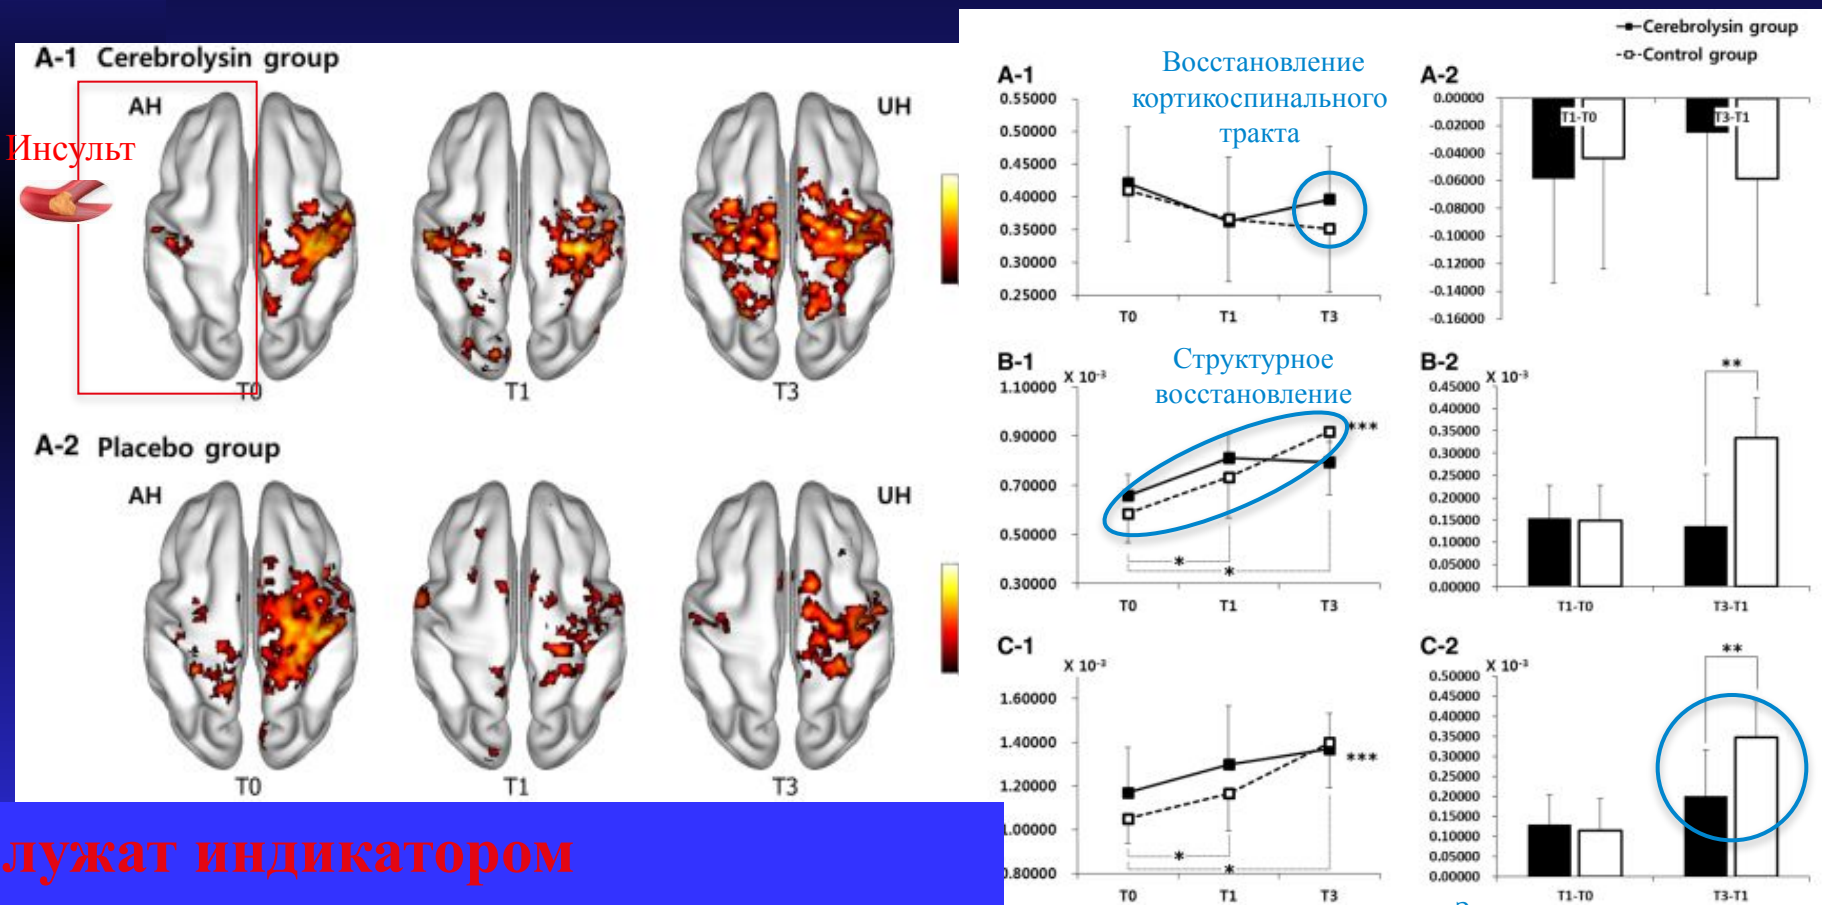 A-1 Cerebrolysin group
AH
UH
Инсульт
T0
T1
T3
A-2 Placebo group
AH
UH
T0
T1
T3
лужат индикатором
Cerebrolysin group
Control group
A-1
Восстановление
кортикоспинального
тракта
0.55000
0.50000
0.45000
0.40000
0.35000
0.30000
0.25000
T0
T1
T3
A-2
0.00000
-0.02000
-0.04000
-0.06000
-0.08000
-0.10000
-0.12000
-0.14000
-0.16000
T1-T0
T3-T1
B-1
X 10-3
Структурное
восстановление
1.10000
0.90000
0.70000
0.50000
0.30000
***
*
*
T0
T1
T3
B-2
X 10-3
**
0.45000
0.40000
0.35000
0.30000
0.25000
0.20000
0.15000
0.10000
0.05000
0.00000
T1-T0
T3-T1
C-1
X 10-3
1.60000
1.40000
1.20000
1.00000
0.80000
***
*
*
T0
T1
T3
C-2
X 10-3
**
0.50000
0.45000
0.40000
0.35000
0.30000
0.25000
0.20000
0.15000
0.10000
0.05000
0.00000
T1-T0
T3-T1